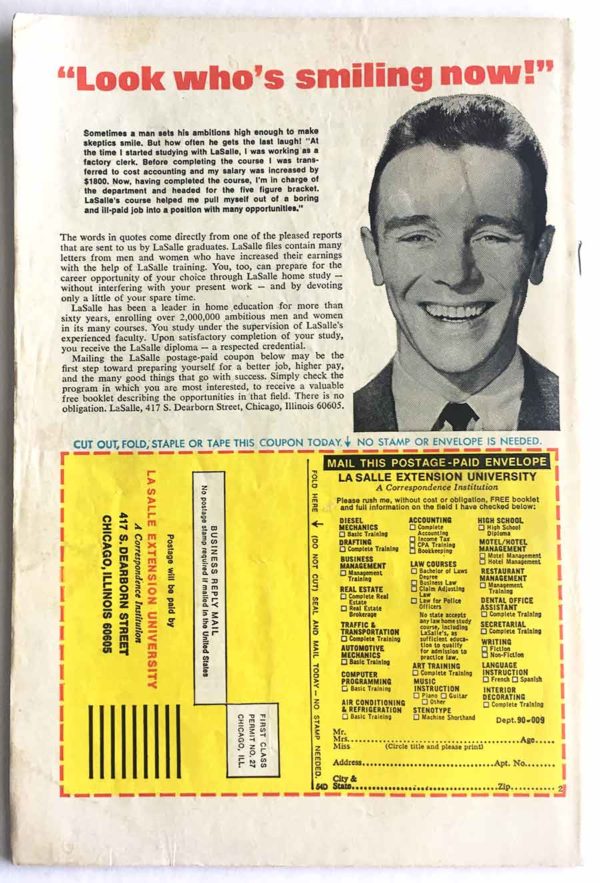 “Look who’s smiling now!”
Sometimes a man sets his ambitions high enough to make
skeptics smile. But how often he gets the last laugh! "At
the time I started studying with LaSalle, I was working as a
factory clerk. Before completing the course I was trans-
ferred to cost accounting and my salary was increased by
$1800. Now, having completed the course, I'm in charge of
the department and headed for the five figure bracket.
LaSalle's course helped me pull myself out of a boring
and ill-paid job into a position with many opportunities."
The words in quotes come directly from one of the pleased reports
that are sent to us by LaSalle graduates. LaSalle files contain many
letters from men and women who have increased their earnings
with the help of LaSalle training. You, too, can prepare for the
career opportunity of your choice through LaSalle home study —
without interfering with your present work — and by devoting
only a little of your spare time.
LaSalle has been a leader in home education for more than
sixty years, enrolling over 2,000,000 ambitious men and women
in its many courses. You study under the supervision of LaSalle's
experienced faculty. Upon satisfactory completion of your study,
you receive the LaSalle diploma — a respected credential.
Mailing the LaSalle postage-paid coupon below may be the
first step toward preparing yourself for a better job, higher pay,
and the many good things that go with success. Simply check the
program in which you are most interested, to receive a valuable
free booklet describing the opportunities in that field. There is no
obligation. LaSalle, 417 S. Dearborn Street, Chicago, Illinois 60605.
CUT OUT, FOLD, STAPLE OR TAPE THIS COUPON TODAY. ↓ NO STAMP OR ENVELOPE IS NEEDED.
FIRST CLASS
PERMIT NO. 27
CHICAGO, ILL.
BUSINESS REPLY MAIL
No postage stamp required if mailed in the United States
Postage will be paid by
LA SALLE EXTENSION UNIVERSITY
A Correspondence Institution
417 S. DEARBORN STREET
CHICAGO, ILLINOIS 60605
FOLD HERE → (DO NOT CUT) SEAL AND MAIL TODAY — NO STAMP NEEDED.
54D
MAIL THIS POSTAGE-PAID ENVELOPE
LA SALLE EXTENSION UNIVERSITY
A Correspondence Institution
Please rush me, without cost or obligation, FREE booklet
and full information on the field I have checked below:
DIESEL
MECHANICS
☐ Basic Training
DRAFTING
☐ Complete Training
BUSINESS
MANAGEMENT
☐ Management
Training
REAL ESTATE
☐ Complete Real
Estate
☐ Real Estate
Brokerage
TRAFFIC &
TRANSPORTATION
☐ Complete Training
AUTOMOTIVE
MECHANICS
☐ Basic Training
COMPUTER
PROGRAMMING
☐ Basic Training
AIR CONDITIONING
& REFRIGERATION
☐ Basic Training
ACCOUNTING
☐ Complete
Accounting
☐ Income Tax
☐ CPA Training
☐ Bookkeeping
LAW COURSES
☐ Bachelor of Laws
Degree
☐ Business Law
☐ Claim Adjusting
Law
☐ Law for Police
Officers
No state accepts
any law home study
course, including
LaSalle's, as
sufficient educa-
tion to qualify
for admission to
practice law.
ART TRAINING
☐ Complete Training
MUSIC
INSTRUCTION
☐ Piano ☐ Guitar
☐ Other
STENOTYPE
☐ Machine Shorthand
HIGH SCHOOL
☐ High School
Diploma
MOTEL/HOTEL
MANAGEMENT
☐ Motel Management
☐ Hotel Management
RESTAURANT
MANAGEMENT
☐ Management
Training
DENTAL OFFICE
ASSISTANT
☐ Complete Training
SECRETARIAL
☐ Complete Training
WRITING
☐ Fiction
☐ Non-Fiction
LANGUAGE
INSTRUCTION
☐ French ☐ Spanish
INTERIOR
DECORATING
☐ Complete Training
Dept. 90-009
Mr.
Mrs. Age
Miss (Circle title and please print)
Address Apt. No.
City &
State Zip 2